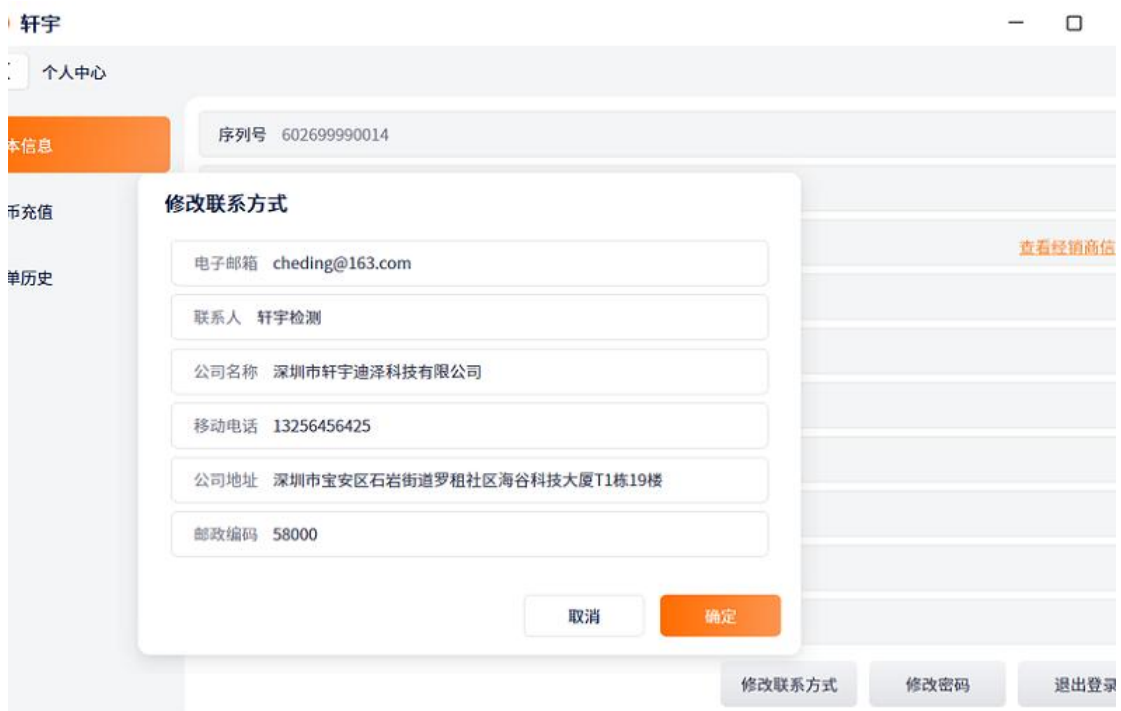 轩宇
个人中心
本信息
序列号 602699990014
币充值
修改联系方式
查看经销商信
电子邮箱 cheding@163.com
单历史
联系人 轩宇检测
公司名称 深圳市轩宇迪泽科技有限公司
移动电话 13256456425
公司地址 深圳市宝安区石岩街道罗租社区海谷科技大厦T1栋19楼
邮政编码 58000
取消 确定
修改联系方式 修改密码 退出登录